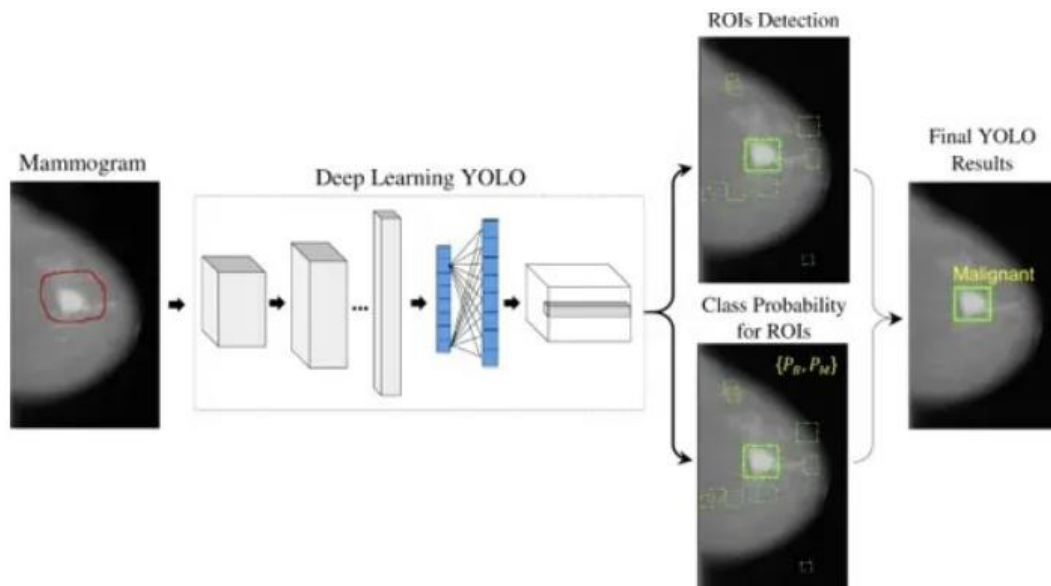 Mammogram
Deep Learning YOLO
...
ROIs Detection
Class Probability
for ROIs
{P_B, P_M}
Final YOLO
Results
Malignant